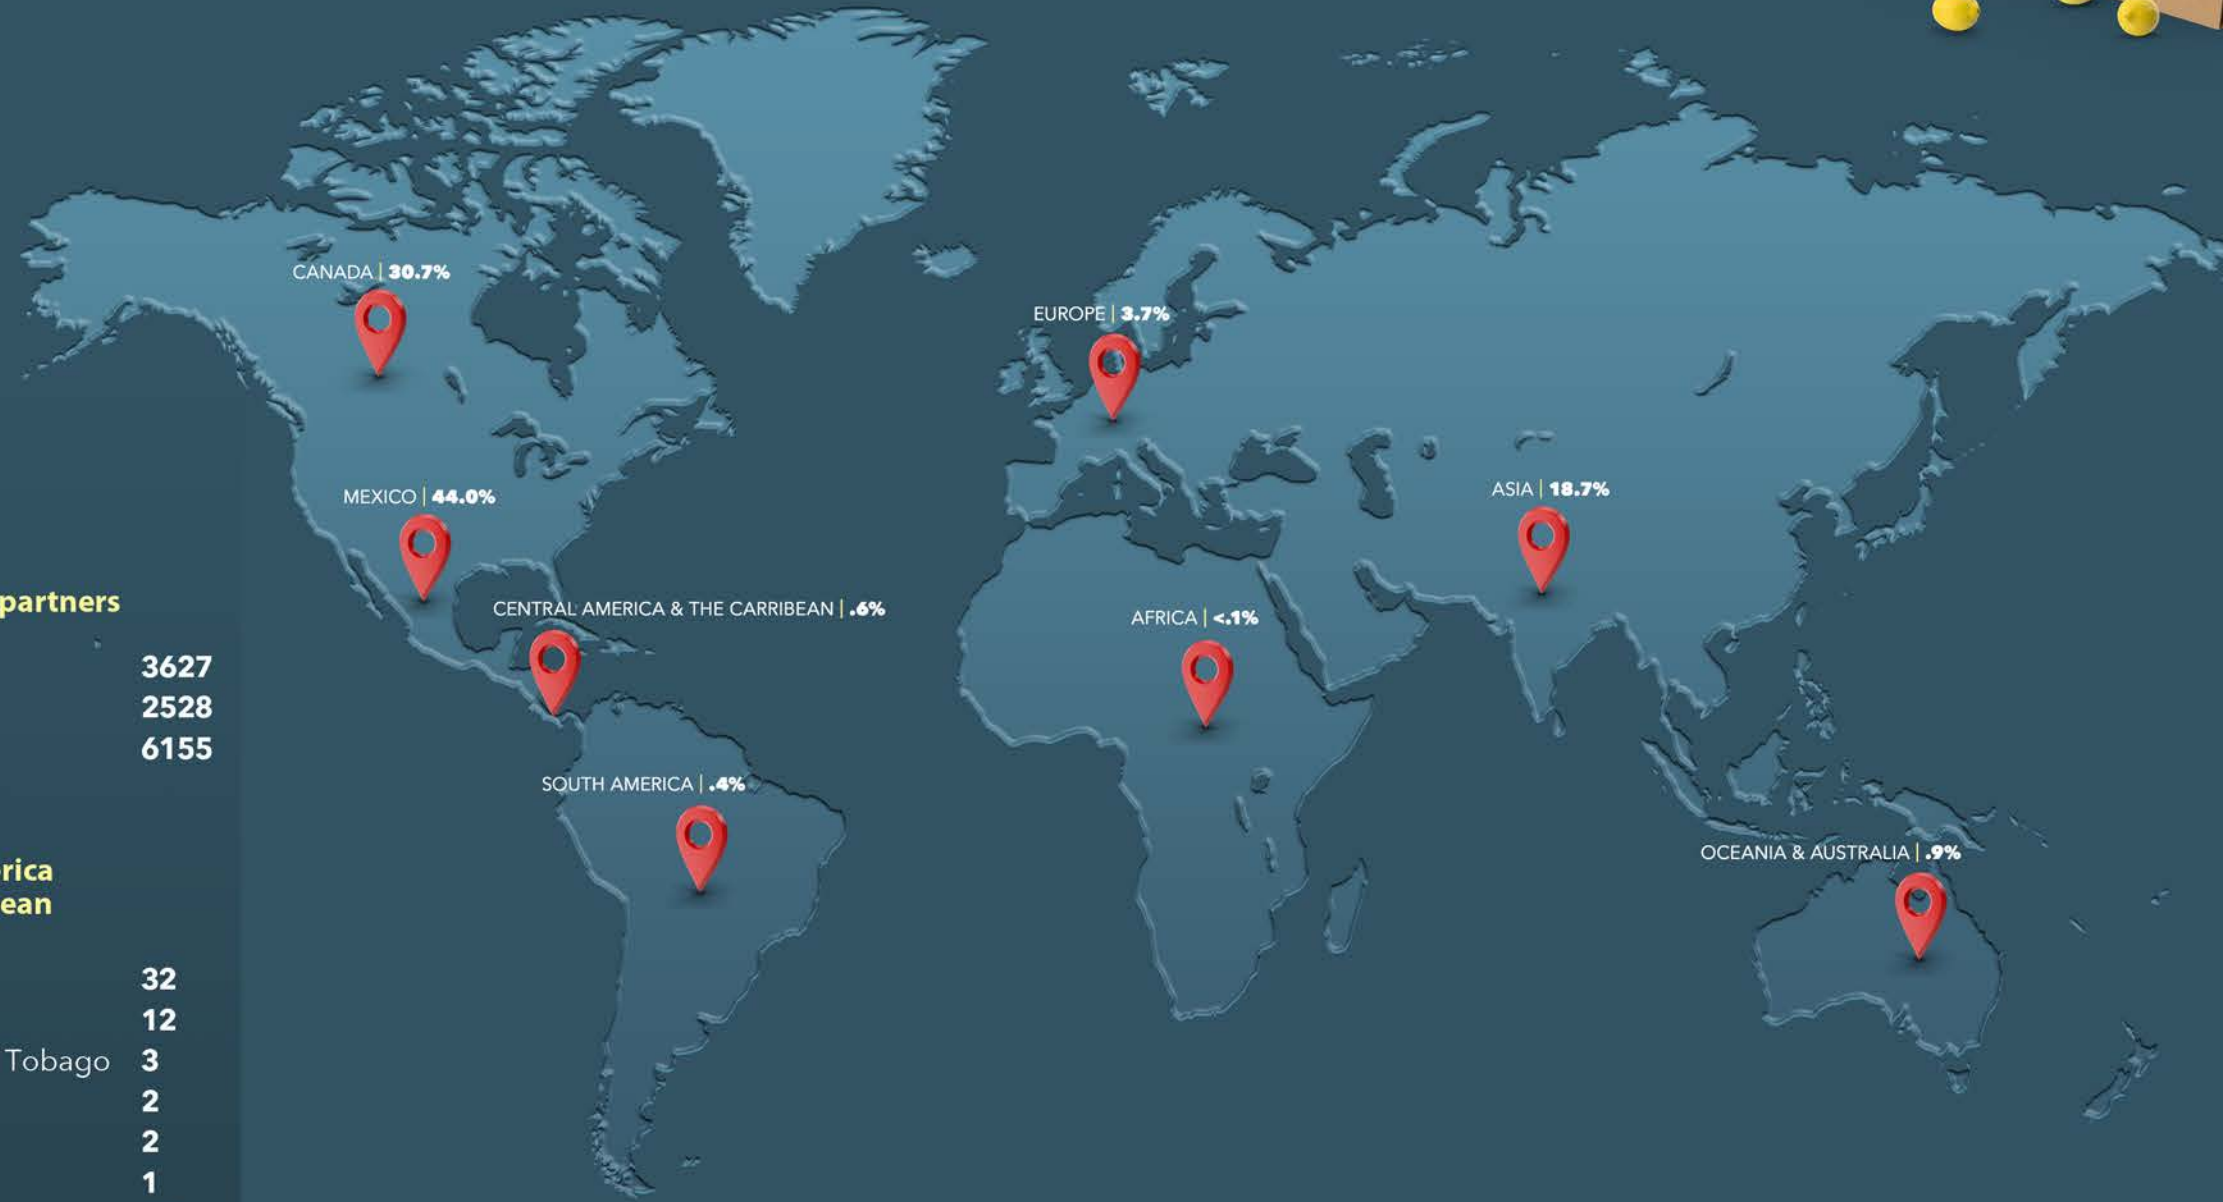 CANADA | 30.7%
EUROPE | 3.7%
ASIA | 18.7%
MEXICO | 44.0%
CENTRAL AMERICA & THE CARRIBEAN | .6%
AFRICA | <.1%
SOUTH AMERICA | .4%
OCEANIA & AUSTRALIA | .9%
partners
3627
2528
6155
rica
ean
32
12
Tobago 3
2
2
1